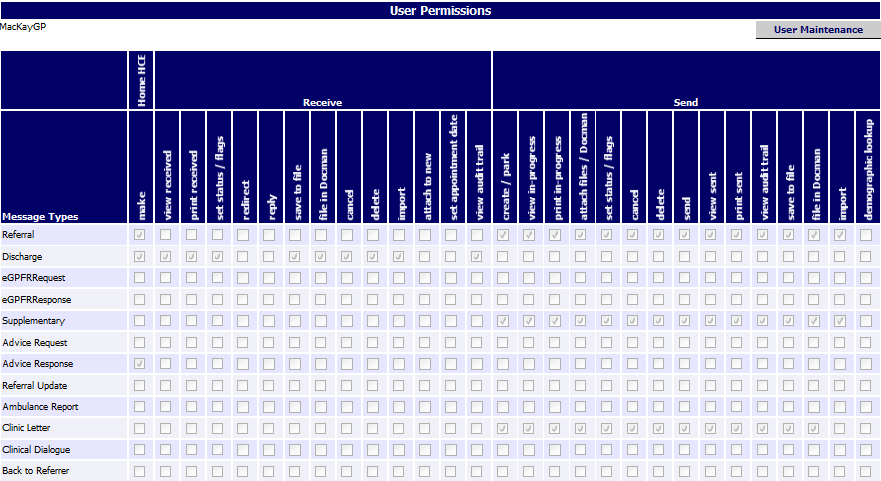 User Permissions
MacKayGP
User Maintenance
Home HCE
Receive
Send
Message Types
make
view received
print received
set status / flags
redirect
reply
save to file
file in Docman
cancel
delete
import
attach to new
set appointment date
view audit trail
create / park
view in-progress
print in-progress
attach files / Docman
set status / flags
cancel
delete
send
view sent
print sent
view audit trail
save to file
file in Docman
import
demographic lookup
Referral
Discharge
eGPFRRequest
eGPFRResponse
Supplementary
Advice Request
Advice Response
Referral Update
Ambulance Report
Clinic Letter
Clinical Dialogue
Back to Referrer